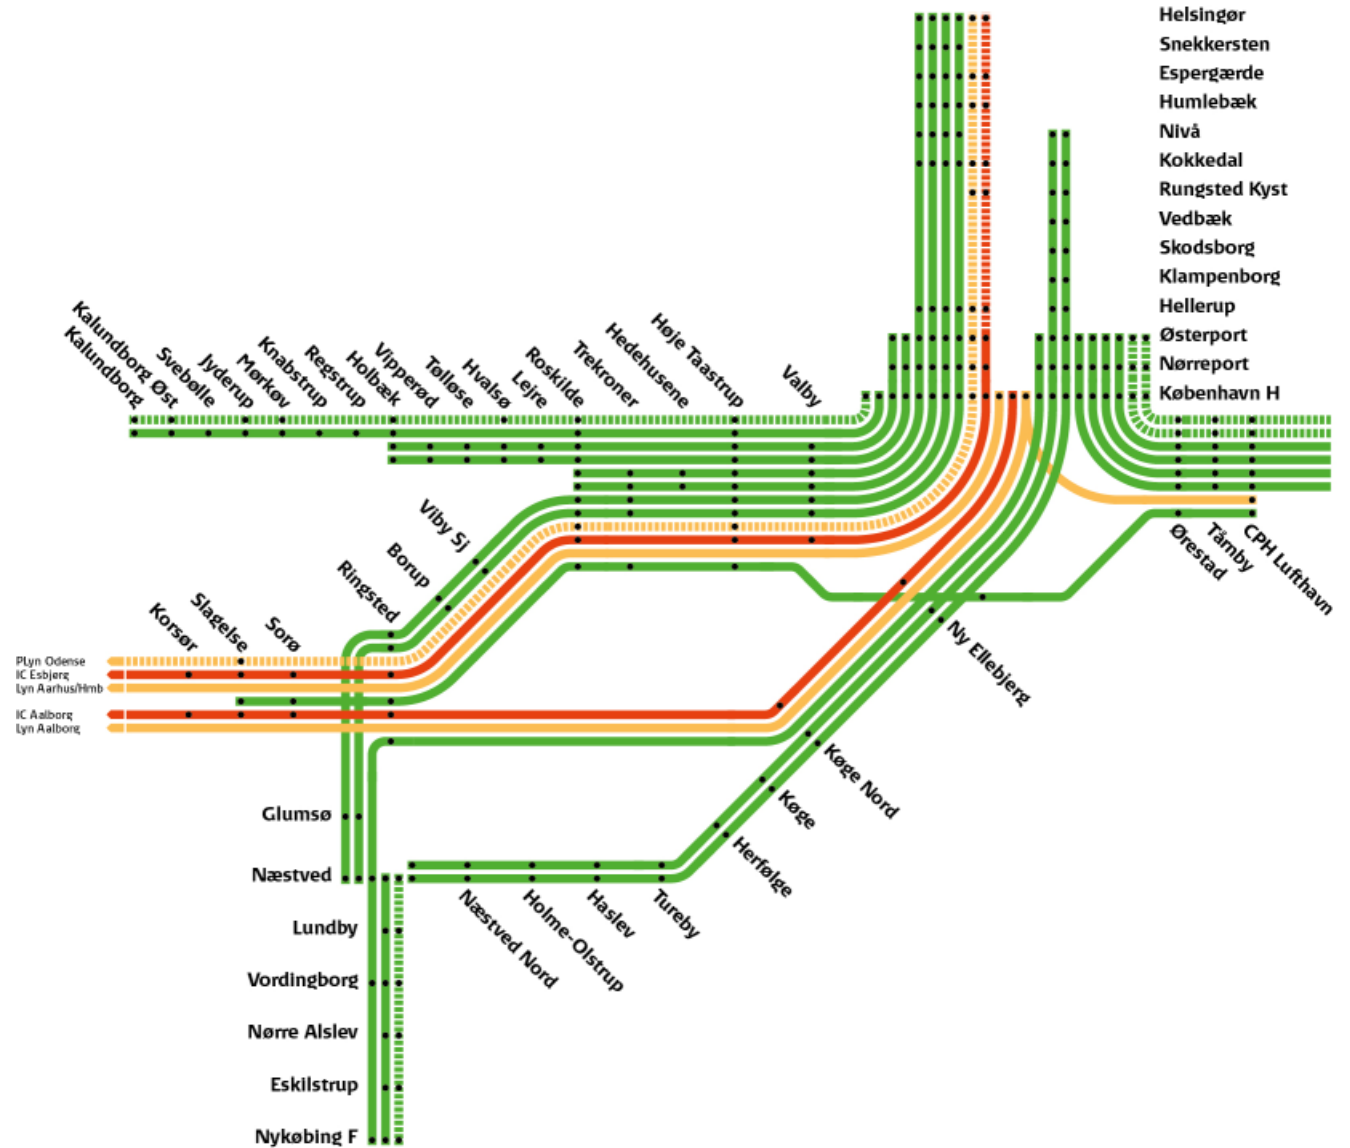 Helsingør
Snekkersten
Espergærde
Humlebæk
Nivå
Kokkedal
Rungsted Kyst
Vedbæk
Skodsborg
Klampenborg
Hellerup
Østerport
Nørreport
København H
Kalundborg
Kalundborg Øst
Svebølle
Jyderup
Mørkøv
Knabstrup
Regstrup
Holbæk
Vipperød
Tølløse
Hvalsø
Lejre
Roskilde
Trekroner
Hedehusene
Høje Taastrup
Valby
Viby Sj
Borup
Ringsted
Korsør
Slagelse
Sorø
Ørestad
Tårnby
CPH Lufthavn
PLyn Odense
IC Esbjerg
Lyn Aarhus/Hmb
IC Aalborg
Lyn Aalborg
Ny Ellebjerg
Køge Nord
Køge
Herfølge
Tureby
Haslev
Holme-Olstrup
Næstved Nord
Glumsø
Næstved
Lundby
Vordingborg
Nørre Alslev
Eskilstrup
Nykøbing F